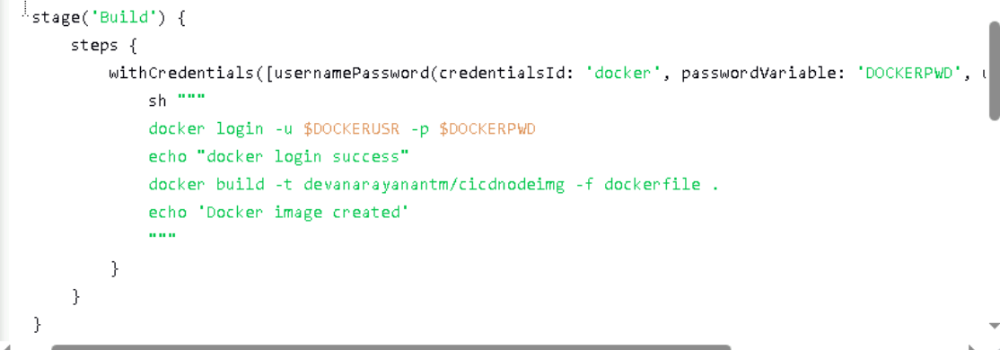 stage('Build') {
steps {
withCredentials([usernamePassword(credentialsId: 'docker', passwordVariable: 'DOCKERPWD',
sh """
docker login -u $DOCKERUSR -p $DOCKERPWD
echo "docker login success"
docker build -t devanarayanantm/cicdnodeimg -f dockerfile .
echo 'Docker image created'
"""
}
}
}